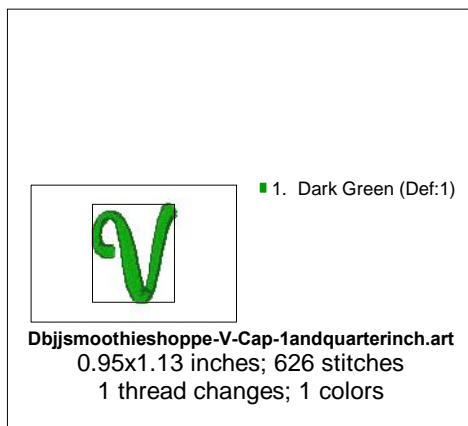 1. Dark Green (Def:1)
V
Dbjjsmoothieshoppe-V-Cap-1andquarterinch.art
0.95x1.13 inches; 626 stitches
1 thread changes; 1 colors